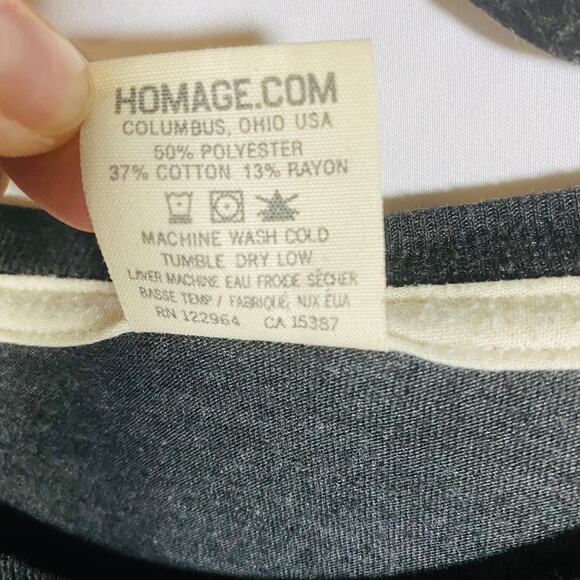 HOMAGE.COM
COLUMBUS, OHIO USA
50% POLYESTER
37% COTTON 13% RAYON
MACHINE WASH COLD
TUMBLE DRY LOW
LAVER MACHINE EAU FROIDE SÉCHER
BASSE TEMP / FABRIQUÉ AUX ÉUA
RN 122964 CA 15387